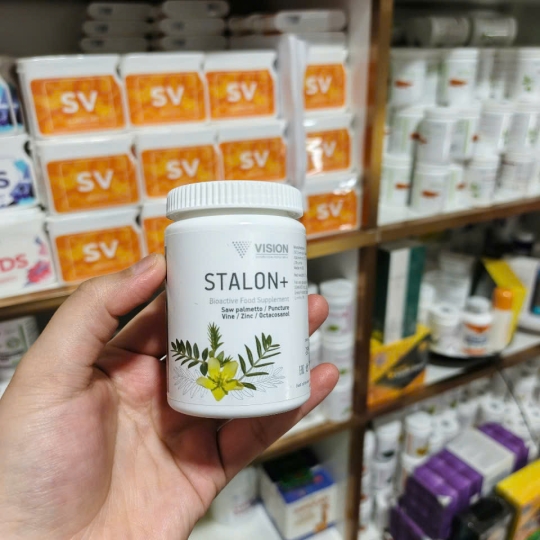 VISION
STALON+
Bioactive Food Supplement
Saw palmetto / Puncture
Vine / Zinc / Octacosanol
SV
SV
SV
SV
SV
SV
SV
SV
SV
S
DS